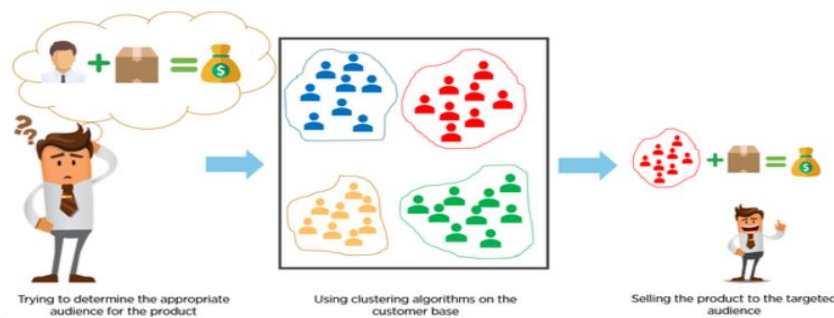 ??
$
$
Trying to determine the appropriate
audience for the product
Using clustering algorithms on the
customer base
Selling the product to the targeted
audience